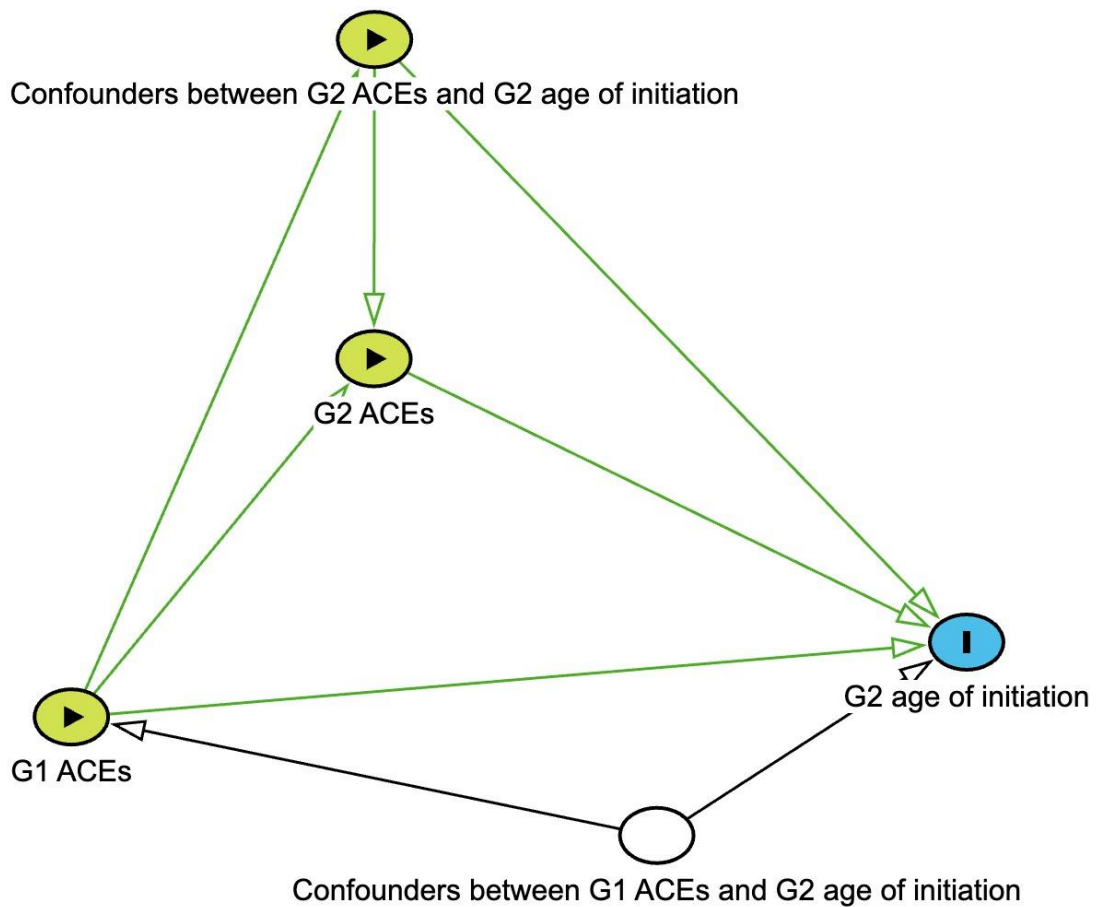 Confounders between G2 ACEs and G2 age of initiation
G2 ACEs
G2 age of initiation
G1 ACEs
Confounders between G1 ACEs and G2 age of initiation